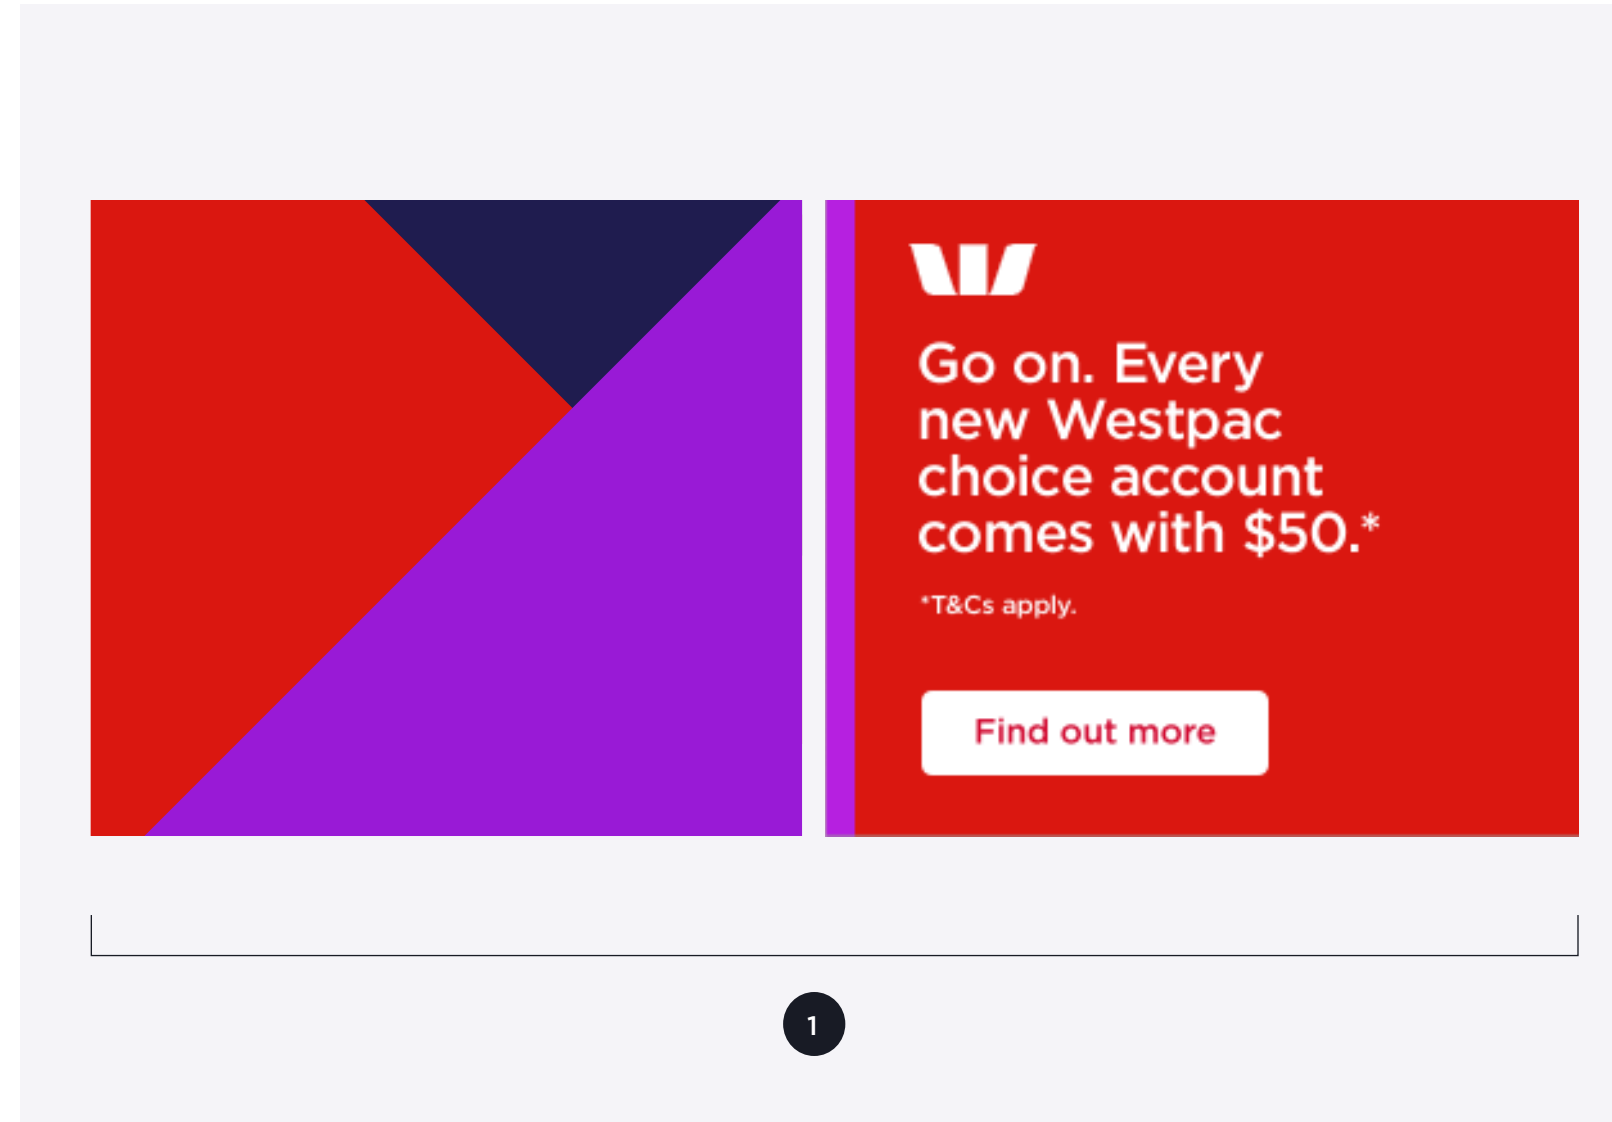 Go on. Every
new Westpac
choice account
comes with $50.*
*T&Cs apply.
Find out more
1